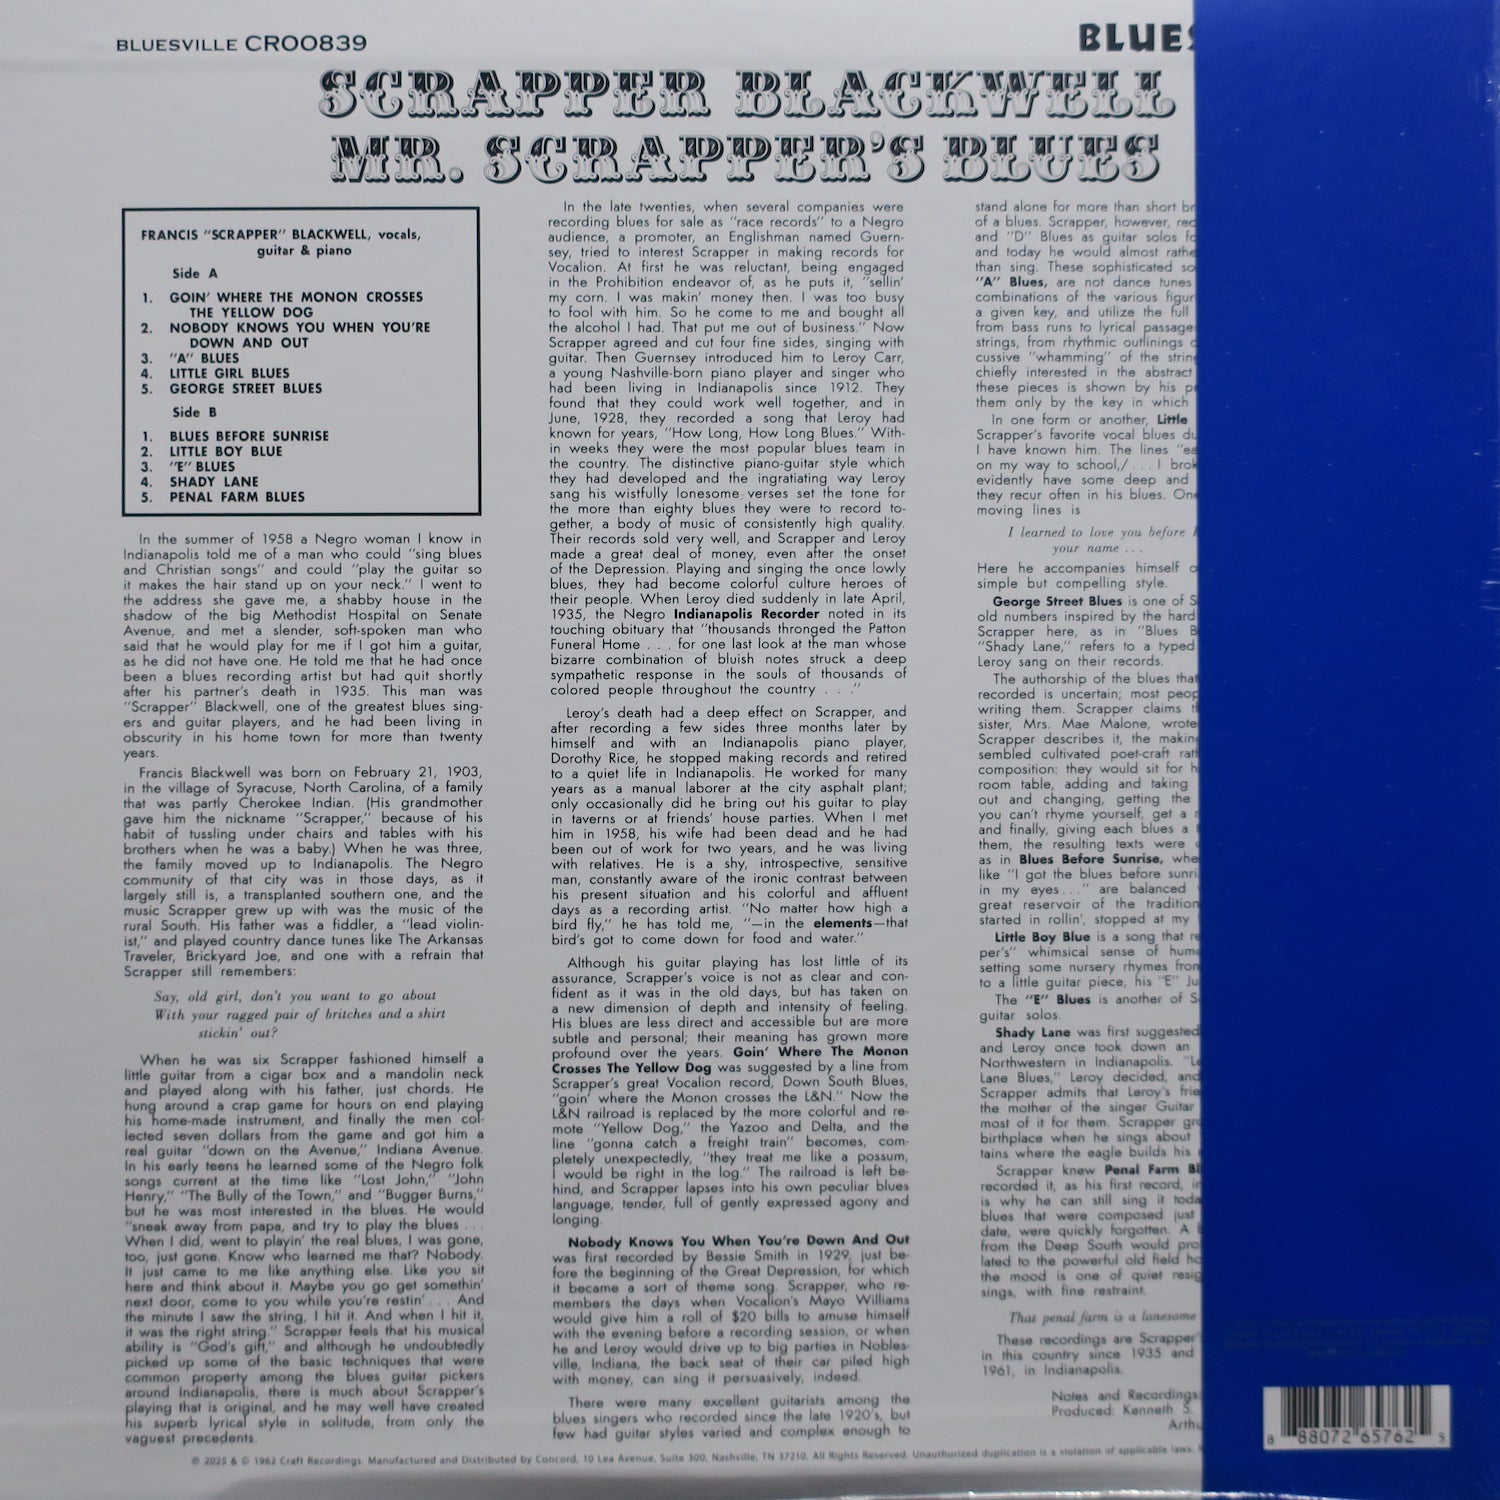 BLUESVILLE CR00839
BLUES
SCRAPPER BLACKWELL
MR. SCRAPPER'S BLUES
FRANCIS "SCRAPPER" BLACKWELL, vocals,
guitar & piano
Side A
1. GOIN' WHERE THE MONON CROSSES
THE YELLOW DOG
2. NOBODY KNOWS YOU WHEN YOU'RE
DOWN AND OUT
3. "A" BLUES
4. LITTLE GIRL BLUES
5. GEORGE STREET BLUES
Side B
1. BLUES BEFORE SUNRISE
2. LITTLE BOY BLUE
3. "E" BLUES
4. SHADY LANE
5. PENAL FARM BLUES
In the summer of 1958 a Negro woman I know in
Indianapolis told me of a man who could "sing blues
and Christian songs" and could "play the guitar so
it makes the hair stand up on your neck." I went to
the address she gave me, a shabby house in the
shadow of the big Methodist Hospital on Senate
Avenue, and met a slender, soft-spoken man who
said that he would play for me if I got him a guitar,
as he did not have one. He told me that he had once
been a blues recording artist but had quit shortly
after his partner's death in 1935. This man was
"Scrapper" Blackwell, one of the greatest blues sing-
ers and guitar players, and he had been living in
obscurity in his home town for more than twenty
years.
Francis Blackwell was born on February 21, 1903,
in the village of Syracuse, North Carolina, of a family
that was partly Cherokee Indian. (His grandmother
gave him the nickname "Scrapper," because of his
habit of tussling under chairs and tables with his
brothers when he was a baby.) When he was three,
the family moved up to Indianapolis. The Negro
community of that city was in those days, as it
largely still is, a transplanted southern one, and the
music Scrapper grew up with was the music of the
rural South. His father was a fiddler, a "lead violin-
ist," and played country dance tunes like The Arkansas
Traveler, Brickyard Joe, and one with a refrain that
Scrapper still remembers:
Say, old girl, don't you want to go about
With your ragged pair of britches and a shirt
stickin' out?
When he was six Scrapper fashioned himself a
little guitar from a cigar box and a mandolin neck
and played along with his father, just chords. He
hung around a crap game for hours on end playing
his home-made instrument, and finally the men col-
lected seven dollars from the game and got him a
real guitar "down on the Avenue," Indiana Avenue.
In his early teens he learned some of the Negro folk
songs current at the time like "Lost John," "John
Henry," "The Bully of the Town," and "Bugger Burns,"
but he was most interested in the blues. He would
"sneak away from papa, and try to play the blues . . .
When I did, went to playin' the real blues, I was gone,
too, just gone. Know who learned me that? Nobody.
It just came to me like anything else. Like you sit
here and think about it. Maybe you go get somethin'
next door, come to you while you're restin' . . . And
the minute I saw the string, I hit it. And when I hit it,
it was the right string." Scrapper feels that his musical
ability is "God's gift," and although he undoubtedly
picked up some of the basic techniques that were
common property among the blues guitar pickers
around Indianapolis, there is much about Scrapper's
playing that is original, and he may well have created
his superb lyrical style in solitude, from only the
vaguest precedents.
In the late twenties, when several companies were
recording blues for sale as "race records" to a Negro
audience, a promoter, an Englishman named Guern-
sey, tried to interest Scrapper in making records for
Vocalion. At first he was reluctant, being engaged
in the Prohibition endeavor of, as he puts it, "sellin'
my corn. I was makin' money then. I was too busy
to fool with him. So he come to me and bought all
the alcohol I had. That put me out of business." Now
Scrapper agreed and cut four fine sides, singing with
guitar. Then Guernsey introduced him to Leroy Carr,
a young Nashville-born piano player and singer who
had been living in Indianapolis since 1912. They
found that they could work well together, and in
June, 1928, they recorded a song that Leroy had
known for years, "How Long, How Long Blues." With-
in weeks they were the most popular blues team in
the country. The distinctive piano-guitar style which
they had developed and the ingratiating way Leroy
sang his wistfully lonesome verses set the tone for
the more than eighty blues they were to record to-
gether, a body of music of consistently high quality.
Their records sold very well, and Scrapper and Leroy
made a great deal of money, even after the onset
of the Depression. Playing and singing the once lowly
blues, they had become colorful culture heroes of
their people. When Leroy died suddenly in late April,
1935, the Negro Indianapolis Recorder noted in its
touching obituary that "thousands thronged the Patton
Funeral Home . . . for one last look at the man whose
bizarre combination of bluish notes struck a deep
sympathetic response in the souls of thousands of
colored people throughout the country . . ."
Leroy's death had a deep effect on Scrapper, and
after recording a few sides three months later by
himself and with an Indianapolis piano player,
Dorothy Rice, he stopped making records and retired
to a quiet life in Indianapolis. He worked for many
years as a manual laborer at the city asphalt plant;
only occasionally did he bring out his guitar to play
in taverns or at friends' house parties. When I met
him in 1958, his wife had been dead and he had
been out of work for two years, and he was living
with relatives. He is a shy, introspective, sensitive
man, constantly aware of the ironic contrast between
his present situation and his colorful and affluent
days as a recording artist. "No matter how high a
bird fly," he has told me, "—in the elements—that
bird's got to come down for food and water."
Although his guitar playing has lost little of its
assurance, Scrapper's voice is not as clear and con-
fident as it was in the old days, but has taken on
a new dimension of depth and intensity of feeling.
His blues are less direct and accessible but are more
subtle and personal; their meaning has grown more
profound over the years. Goin' Where The Monon
Crosses The Yellow Dog was suggested by a line from
Scrapper's great Vocalion record, Down South Blues,
"goin' where the Monon crosses the L&N." Now the
L&N railroad is replaced by the more colorful and re-
mote "Yellow Dog," the Yazoo and Delta, and the
line "gonna catch a freight train" becomes, com-
pletely unexpectedly, "they treat me like a possum,
I would be right in the log." The railroad is left be-
hind, and Scrapper lapses into his own peculiar blues
language, tender, full of gently expressed agony and
longing.
Nobody Knows You When You're Down And Out
was first recorded by Bessie Smith in 1929, just be-
fore the beginning of the Great Depression, for which
it became a sort of theme song. Scrapper, who re-
members the days when Vocalion's Mayo Williams
would give him a roll of $20 bills to amuse himself
with the evening before a recording session, or when
he and Leroy would drive up to big parties in Nobles-
ville, Indiana, the back seat of their car piled high
with money, can sing it persuasively, indeed.
There were many excellent guitarists among the
blues singers who recorded since the late 1920's, but
few had guitar styles varied and complex enough to
stand alone for more than short br
of a blues. Scrapper, however, rec
and "D" Blues as guitar solos fo
and today he would almost rathe
than sing. These sophisticated so
"A" Blues, are not dance tunes
combinations of the various figur
a given key, and utilize the full
from bass runs to lyrical passage
strings, from rhythmic outlinings
cussive "whamming" of the strin
chiefly interested in the abstract
these pieces is shown by his p
them only by the key in which
In one form or another, Little
Scrapper's favorite vocal blues du
I have known him. The lines "ea
on my way to school,/ . . . I brok
evidently have some deep and
they recur often in his blues. One
moving lines is
I learned to love you before
your name . . .
Here he accompanies himself o
simple but compelling style.
George Street Blues is one of S
old numbers inspired by the hard
Scrapper here, as in "Blues B
"Shady Lane," refers to a typed
Leroy sang on their records.
The authorship of the blues that
recorded is uncertain; most peop
writing them. Scrapper claims t
sister, Mrs. Mae Malone, wrote
Scrapper describes it, the making
sembled cultivated poet-craft rath
composition: they would sit for h
room table, adding and taking
out and changing, getting the
you can't rhyme yourself, get a r
and finally, giving each blues a
them, the resulting texts were
as in Blues Before Sunrise, whe
like "I got the blues before sunri
in my eyes . . ." are balanced
great reservoir of the tradition
started in rollin', stopped at my
Little Boy Blue is a song that re
per's" whimsical sense of humo
setting some nursery rhymes from
to a little guitar piece, his "E" Ju
The "E" Blues is another of S
guitar solos.
Shady Lane was first suggested
and Leroy once took down an
Northwestern in Indianapolis. "Le
Lane Blues," Leroy decided, and
Scrapper admits that Leroy's frie
the mother of the singer Guitar
most of it for them. Scrapper gr
birthplace when he sings about
tains where the eagle builds his
Scrapper knew Penal Farm Bl
recorded it, as his first record, in
is why he can still sing it toda
blues that were composed just
date, were quickly forgotten. A
from the Deep South would pro
lated to the powerful old field ho
the mood is one of quiet resig
sings, with fine restraint.
That penal farm is a lonesome
These recordings are Scrapper'
in this country since 1935 and
1961, in Indianapolis.
Notes and Recordings:
Produced: Kenneth S.
Arthu
℗ 2025 & © 1962 Craft Recordings. Manufactured and Distributed by Concord, 10 Lea Avenue, Suite 300, Nashville, TN 37210. All Rights Reserved. Unauthorized duplication is a violation of applicable laws.
8 88072 65762 5